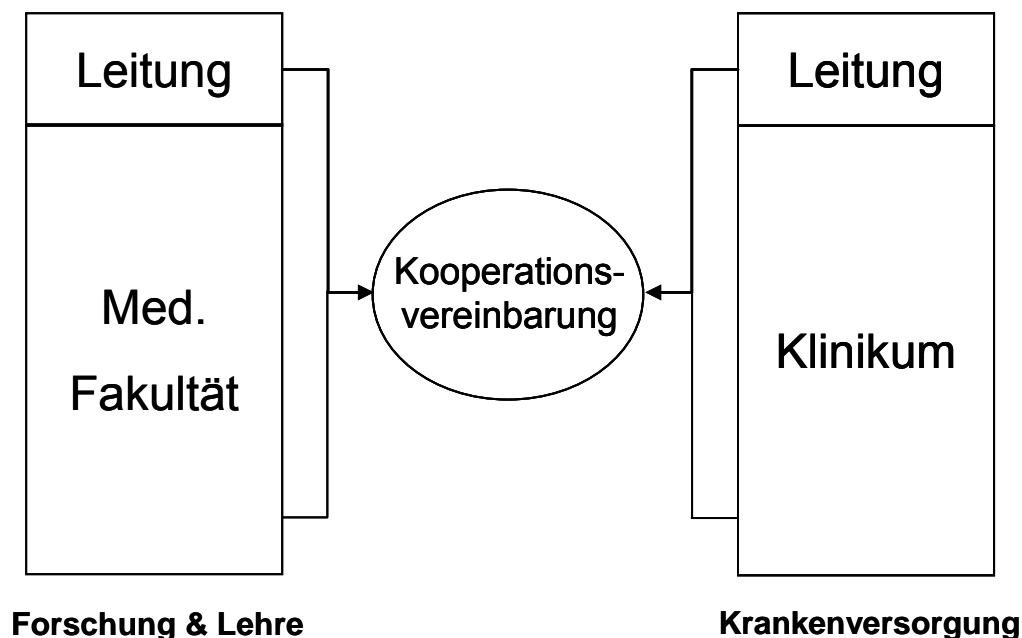 Leitung
Med.
Fakultät
Forschung & Lehre
Kooperations-
vereinbarung
Leitung
Klinikum
Krankenversorgung